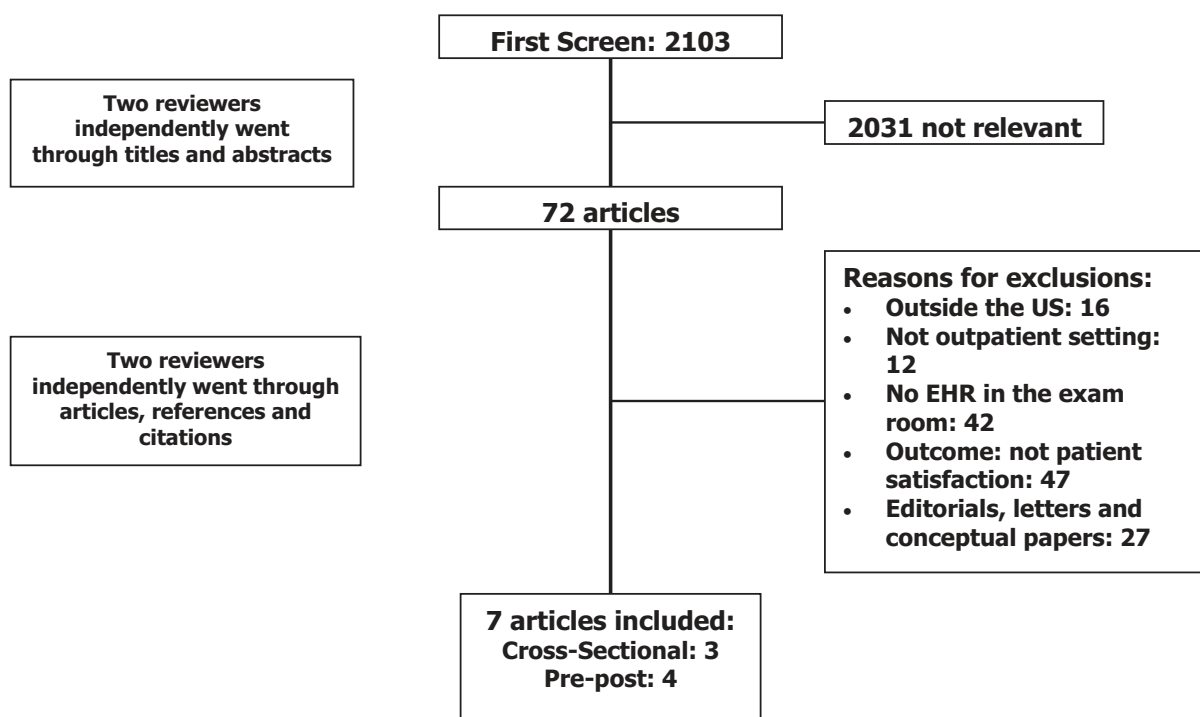 First Screen: 2103
Two reviewers
independently went
through titles and abstracts
2031 not relevant
72 articles
Reasons for exclusions:
• Outside the US: 16
• Not outpatient setting:
12
• No EHR in the exam
room: 42
• Outcome: not patient
satisfaction: 47
• Editorials, letters and
conceptual papers: 27
Two reviewers
independently went through
articles, references and
citations
7 articles included:
Cross-Sectional: 3
Pre-post: 4